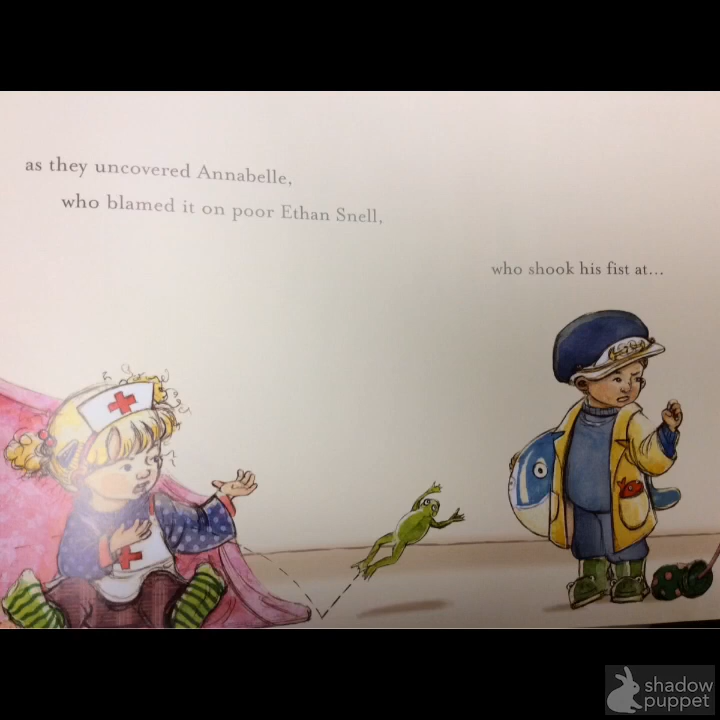 as they uncovered Annabelle,
who blamed it on poor Ethan Snell,
who shook his fist at...
shadow
puppet